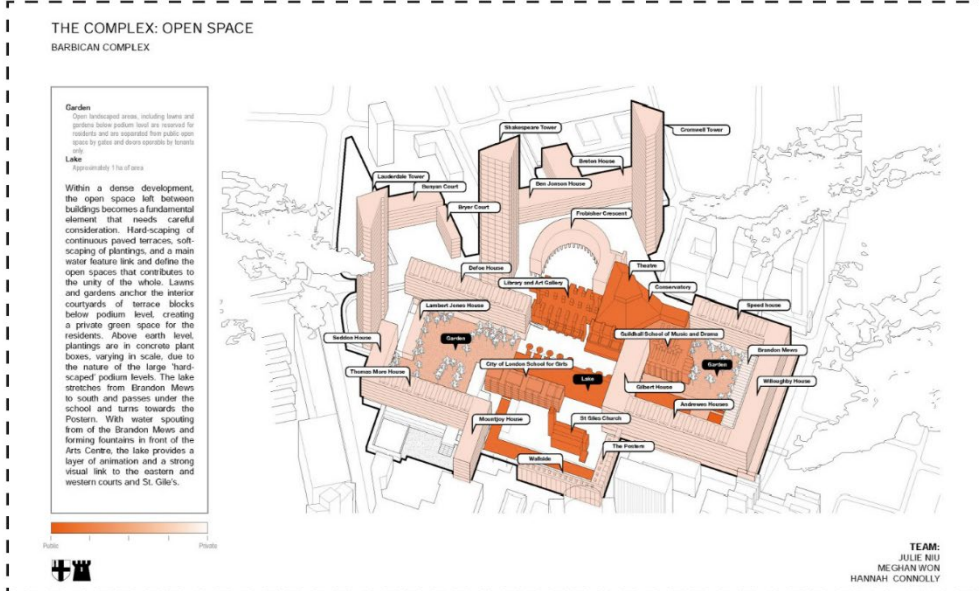 THE COMPLEX: OPEN SPACE
BARBICAN COMPLEX
Garden
Open landscaped areas, including lawns and
gardens below podium level are reserved for
residents and are separated from public open
space by gates and doors operable by tenants
only.
Lake
Approximately 1 ha of area
Within a dense development,
the open space left between
buildings becomes a fundamental
element that needs careful
consideration. Hard-scaping of
continuous paved terraces, soft-
scaping of plantings, and a main
water feature link and define the
open spaces that contributes to
the unity of the whole. Lawns
and gardens anchor the interior
courtyards of terrace blocks
below podium level, creating
a private green space for the
residents. Above earth level,
plantings are in concrete plant
boxes, varying in scale, due to
the nature of the large 'hard-
scaped' podium levels. The lake
stretches from Brandon Mews
to south and passes under the
school and turns towards the
Postern. With water spouting
from of the Brandon Mews and
forming fountains in front of the
Arts Centre, the lake provides a
layer of animation and a strong
visual link to the eastern and
western courts and St. Gile's.
Public
Private
Shakespeare Tower
Cromwell Tower
Breton House
Lauderdale Tower
Bunyan Court
Ben Jonson House
Bryer Court
Frobisher Crescent
Defoe House
Theatre
Library and Art Gallery
Conservatory
Lambert Jones House
Speed house
Guildhall School of Music and Drama
Seddon House
Garden
Brandon Mews
City of London School for Girls
Garden
Thomas More House
Lake
Gilbert House
Willoughby House
Andrewes Houses
Mountjoy House
St Giles Church
The Postern
Wallside
TEAM:
JULIE NIU
MEGHAN WON
HANNAH CONNOLLY